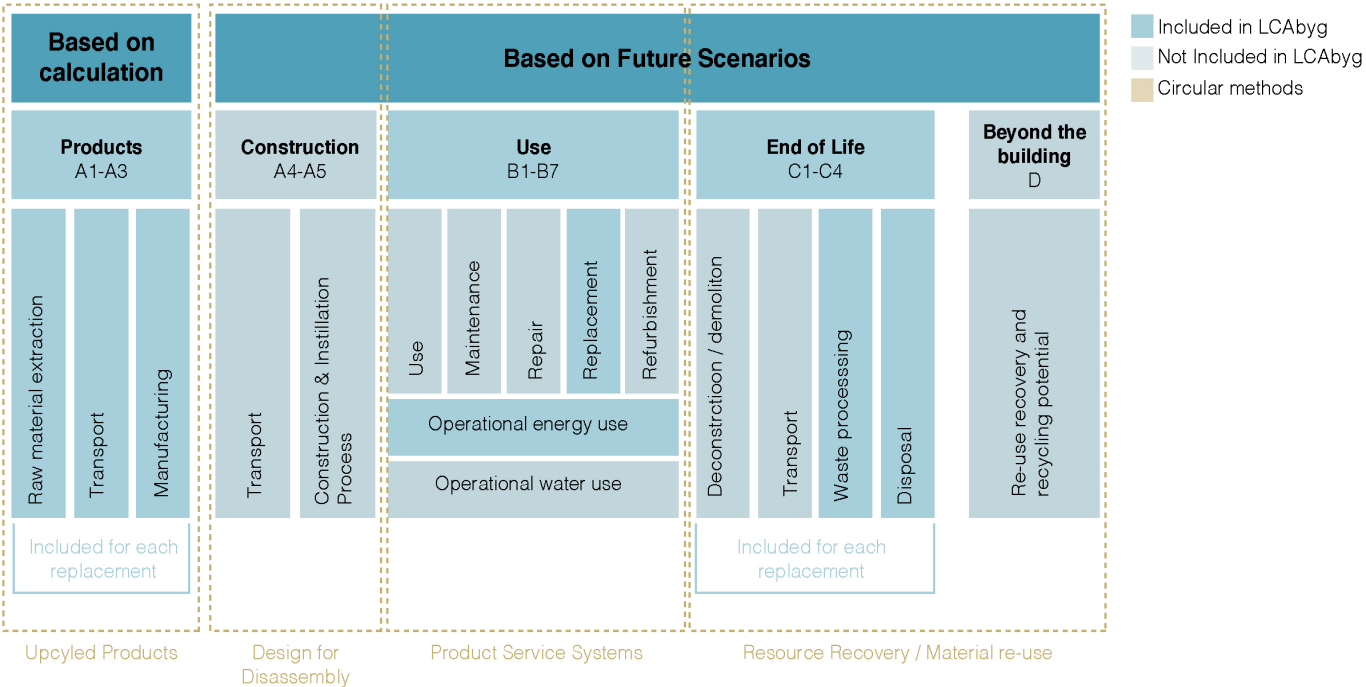 Based on
calculation
Based on Future Scenarios
Included in LCAbyg
Not Included in LCAbyg
Circular methods
Products
A1-A3
Construction
A4-A5
Use
B1-B7
End of Life
C1-C4
Beyond the
building
D
Raw material extraction
Transport
Manufacturing
Transport
Construction & Instillation
Process
Use
Maintenance
Repair
Replacement
Refurbishment
Operational energy use
Operational water use
Deconstrctioon / demoliton
Transport
Waste processsing
Disposal
Re-use recovery and
recycling potential
Included for each
replacement
Included for each
replacement
Upcyled Products
Design for
Disassembly
Product Service Systems
Resource Recovery / Material re-use